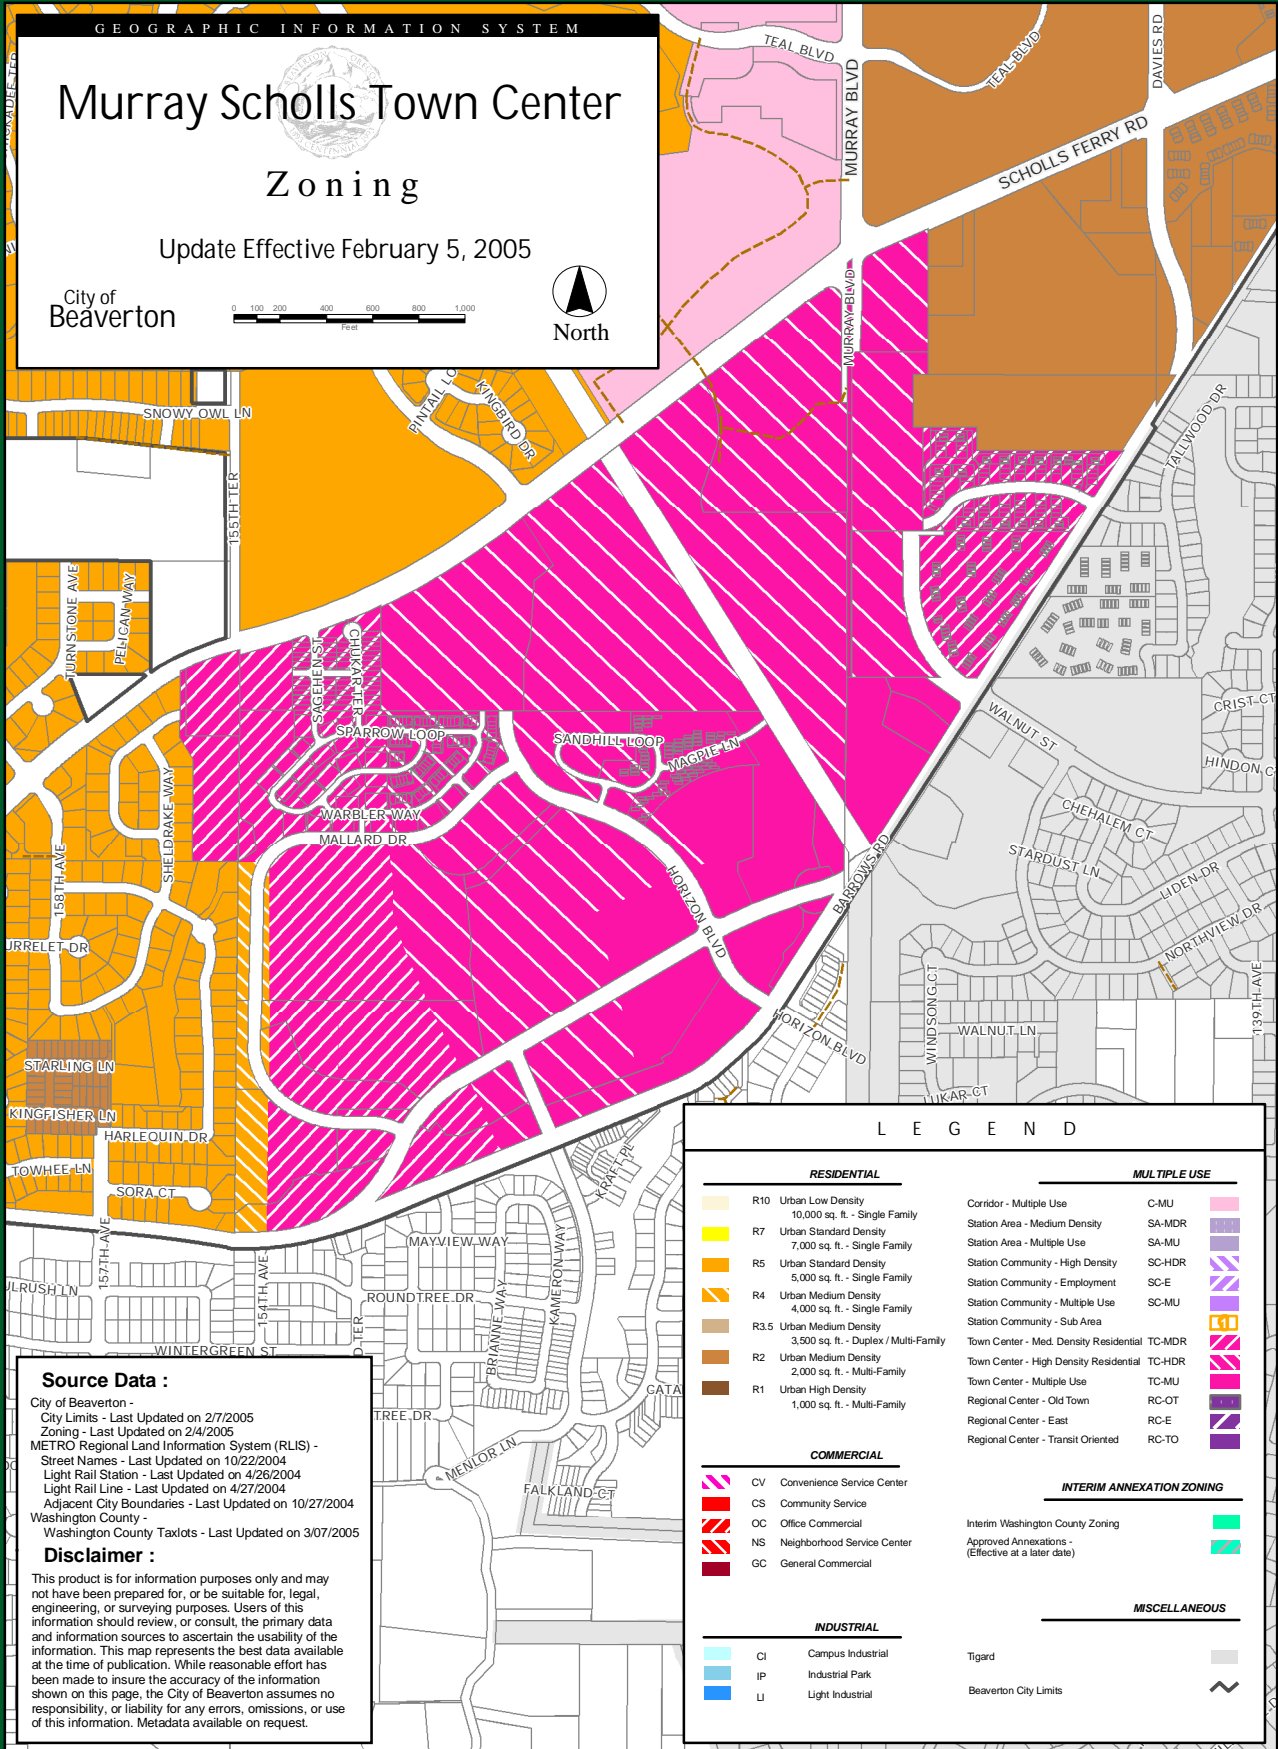 GEOGRAPHIC INFORMATION SYSTEM
Murray Scholls Town Center
Zoning
Update Effective February 5, 2005
City of
Beaverton
0 100 200 400 600 800 1,000
Feet
North
TEAL BLVD
MURRAY BLVD
TEAL BLVD
DAVIES RD
SCHOLLS FERRY RD
MURRAY BLVD
SNOWY OWL LN
155TH TER
PINTAIL LO
KINGBIRD DR
TALLWOOD DR
TURNSTONE AVE
PELICAN WAY
SAGEHEN ST
CHUKAR TER
SPARROW LOOP
SANDHILL LOOP
MAGPIE LN
WARBLER WAY
MALLARD DR
SHELDRAKE WAY
158TH AVE
URRELET DR
HORIZON BLVD
BARROWS RD
WALNUT ST
CRIST CT
HINDON C
CHEHALEM CT
STARDUST LN
LIDEN DR
NORTHVIEW DR
WINDSONG CT
WALNUT LN
139TH AVE
HORIZON BLVD
LUKAR CT
STARLING LN
KINGFISHER LN
HARLEQUIN DR
TOWHEE LN
SORA CT
157TH AVE
154TH AVE
ULRUSH LN
WINTERGREEN ST
MAYVIEW WAY
ROUNDTREE DR
D TER
BRIANNE WAY
KAMERON WAY
KRAFT PL
TREE DR
MENLOR LN
CATA
FALKLAND CT
LEGEND
RESIDENTIAL
R10 Urban Low Density
10,000 sq. ft. - Single Family
R7 Urban Standard Density
7,000 sq. ft. - Single Family
R5 Urban Standard Density
5,000 sq. ft. - Single Family
R4 Urban Medium Density
4,000 sq. ft. - Single Family
R3.5 Urban Medium Density
3,500 sq. ft. - Duplex / Multi-Family
R2 Urban Medium Density
2,000 sq. ft. - Multi-Family
R1 Urban High Density
1,000 sq. ft. - Multi-Family
COMMERCIAL
CV Convenience Service Center
CS Community Service
OC Office Commercial
NS Neighborhood Service Center
GC General Commercial
INDUSTRIAL
CI Campus Industrial
IP Industrial Park
LI Light Industrial
MULTIPLE USE
Corridor - Multiple Use C-MU
Station Area - Medium Density SA-MDR
Station Area - Multiple Use SA-MU
Station Community - High Density SC-HDR
Station Community - Employment SC-E
Station Community - Multiple Use SC-MU
Station Community - Sub Area 1
Town Center - Med. Density Residential TC-MDR
Town Center - High Density Residential TC-HDR
Town Center - Multiple Use TC-MU
Regional Center - Old Town RC-OT
Regional Center - East RC-E
Regional Center - Transit Oriented RC-TO
INTERIM ANNEXATION ZONING
Interim Washington County Zoning
Approved Annexations -
(Effective at a later date)
MISCELLANEOUS
Tigard
Beaverton City Limits
Source Data :
City of Beaverton -
City Limits - Last Updated on 2/7/2005
Zoning - Last Updated on 2/4/2005
METRO Regional Land Information System (RLIS) -
Street Names - Last Updated on 10/22/2004
Light Rail Station - Last Updated on 4/26/2004
Light Rail Line - Last Updated on 4/27/2004
Adjacent City Boundaries - Last Updated on 10/27/2004
Washington County -
Washington County Taxlots - Last Updated on 3/07/2005
Disclaimer :
This product is for information purposes only and may
not have been prepared for, or be suitable for, legal,
engineering, or surveying purposes. Users of this
information should review, or consult, the primary data
and information sources to ascertain the usability of the
information. This map represents the best data available
at the time of publication. While reasonable effort has
been made to insure the accuracy of the information
shown on this page, the City of Beaverton assumes no
responsibility, or liability for any errors, omissions, or use
of this information. Metadata available on request.